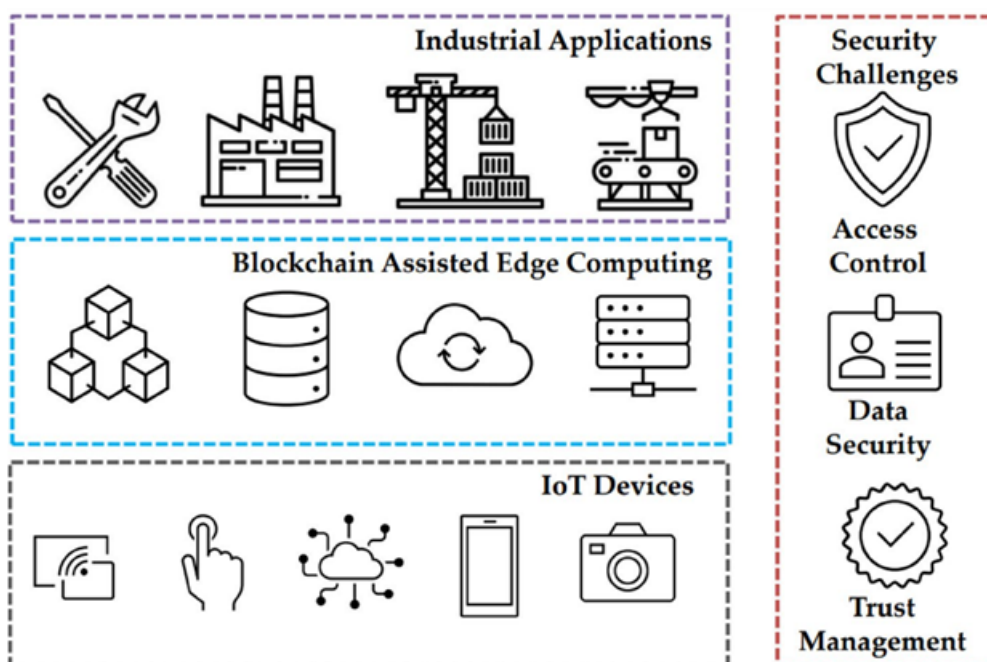 Industrial Applications
Blockchain Assisted Edge Computing
IoT Devices
Security
Challenges
Access
Control
Data
Security
Trust
Management